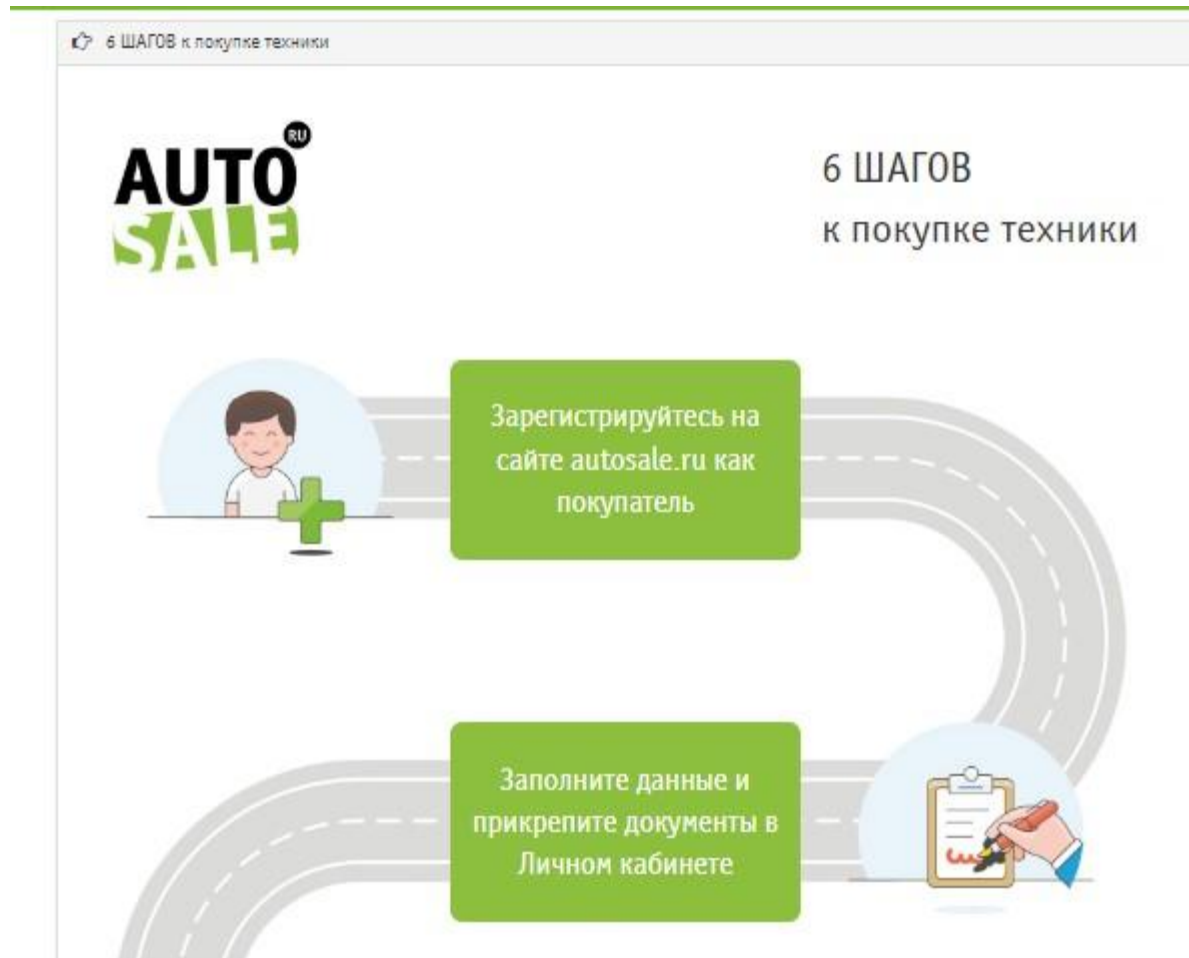 6 ШАГОВ к покупке техники
RU
AUTO
SALE
6 ШАГОВ
к покупке техники
Зарегистрируйтесь на
сайте autosale.ru как
покупатель
Заполните данные и
прикрепите документы в
Личном кабинете